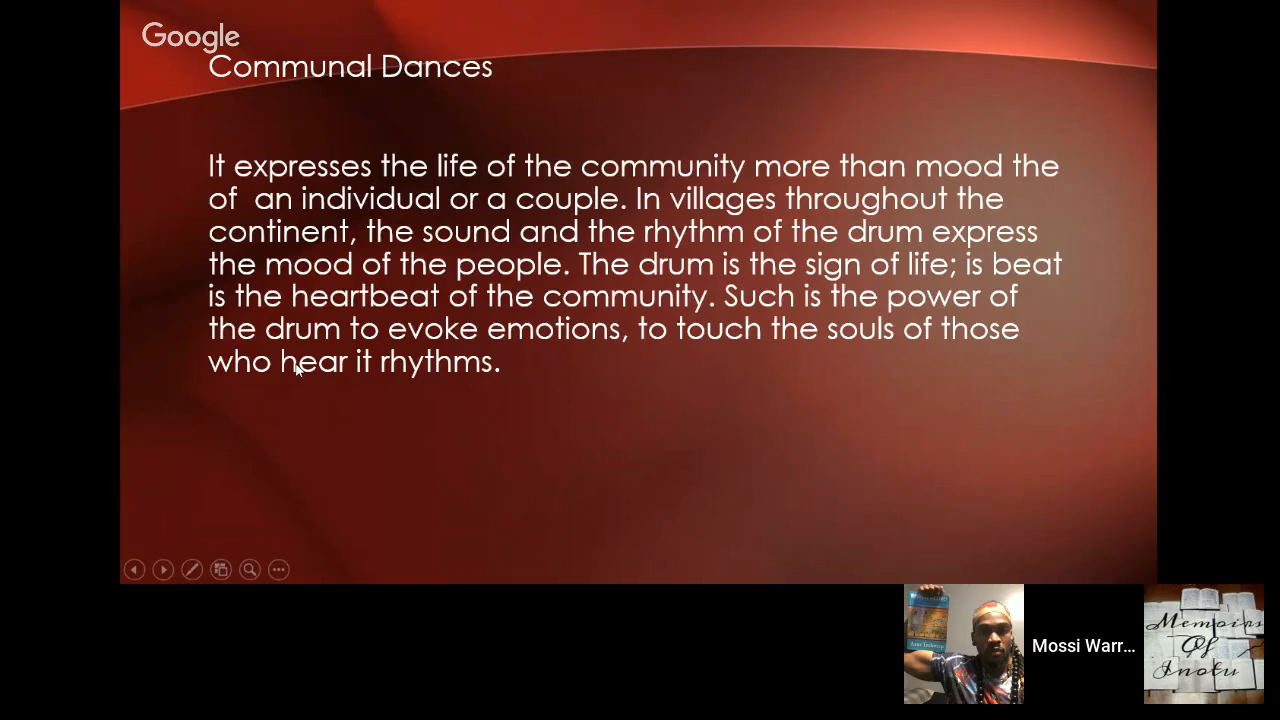 Google
Communal Dances
It expresses the life of the community more than mood the
of an individual or a couple. In villages throughout the
continent, the sound and the rhythm of the drum express
the mood of the people. The drum is the sign of life; is beat
is the heartbeat of the community. Such is the power of
the drum to evoke emotions, to touch the souls of those
who hear it rhythms.
Mossi Warr...
Memoirs
Of
Inotu